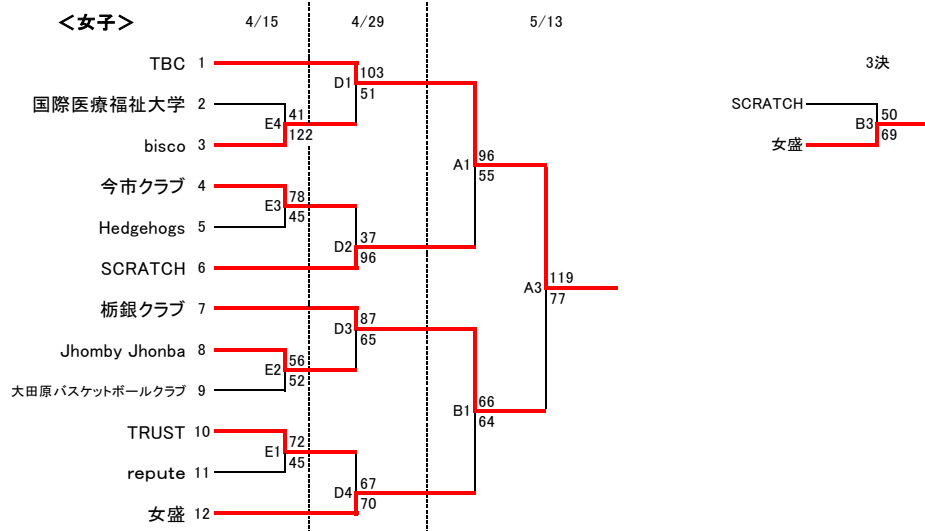 ＜女子＞ 4/15 4/29 5/13
TBC 1
国際医療福祉大学 2
bisco 3
今市クラブ 4
Hedgehogs 5
SCRATCH 6
栃銀クラブ 7
Jhomby Jhonba 8
大田原バスケットボールクラブ 9
TRUST 10
repute 11
女盛 12
E4 41
122
E3 78
45
E2 56
52
E1 72
45
D1 103
51
D2 37
96
D3 87
65
D4 67
70
A1 96
55
B1 66
64
A3 119
77
3決
SCRATCH
女盛
B3 50
69